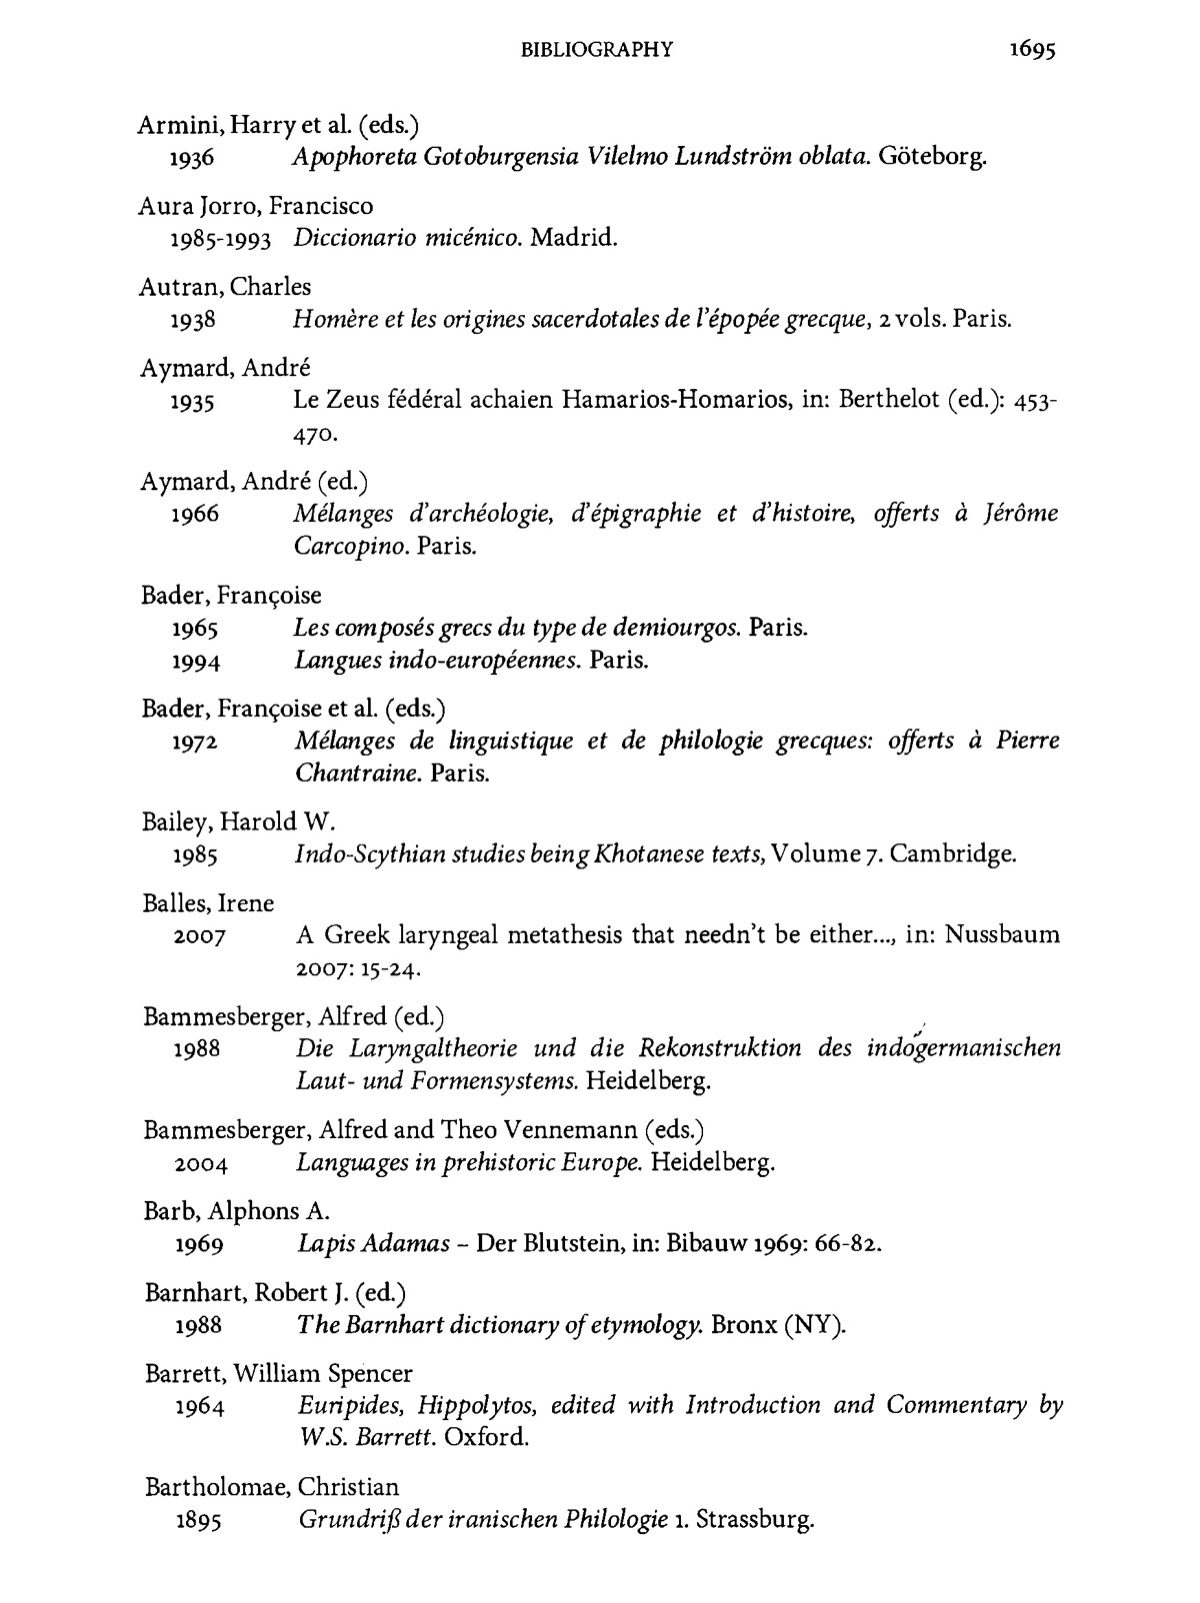 BIBLIOGRAPHY 1695
Armini, Harry et al. (eds.)
1936 Apophoreta Gotoburgensia Vilelmo Lundström oblata. Göteborg.
Aura Jorro, Francisco
1985-1993 Diccionario micénico. Madrid.
Autran, Charles
1938 Homère et les origines sacerdotales de l'épopée grecque, 2 vols. Paris.
Aymard, André
1935 Le Zeus fédéral achaien Hamarios-Homarios, in: Berthelot (ed.): 453-
470.
Aymard, André (ed.)
1966 Mélanges d'archéologie, d'épigraphie et d'histoire, offerts à Jérôme
Carcopino. Paris.
Bader, Françoise
1965 Les composés grecs du type de demiourgos. Paris.
1994 Langues indo-européennes. Paris.
Bader, Françoise et al. (eds.)
1972 Mélanges de linguistique et de philologie grecques: offerts à Pierre
Chantraine. Paris.
Bailey, Harold W.
1985 Indo-Scythian studies being Khotanese texts, Volume 7. Cambridge.
Balles, Irene
2007 A Greek laryngeal metathesis that needn't be either..., in: Nussbaum
2007: 15-24.
Bammesberger, Alfred (ed.)
1988 Die Laryngaltheorie und die Rekonstruktion des indogermanischen
Laut- und Formensystems. Heidelberg.
Bammesberger, Alfred and Theo Vennemann (eds.)
2004 Languages in prehistoric Europe. Heidelberg.
Barb, Alphons A.
1969 Lapis Adamas – Der Blutstein, in: Bibauw 1969: 66-82.
Barnhart, Robert J. (ed.)
1988 The Barnhart dictionary of etymology. Bronx (NY).
Barrett, William Spencer
1964 Euripides, Hippolytos, edited with Introduction and Commentary by
W.S. Barrett. Oxford.
Bartholomae, Christian
1895 Grundriß der iranischen Philologie 1. Strassburg.